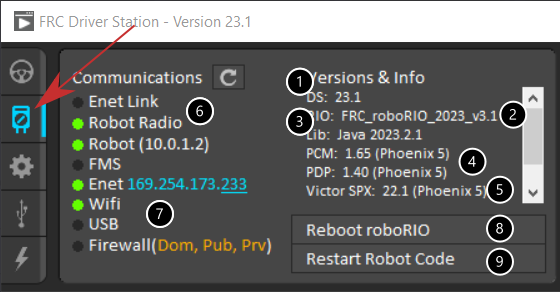 FRC Driver Station - Version 23.1
Communications
Enet Link
Robot Radio
Robot (10.0.1.2)
FMS
Enet 169.254.173.233
Wifi
USB
Firewall(Dom, Pub, Prv)
6
7
1
Versions & Info
DS: 23.1
3 RIO: FRC_roboRIO_2023_v3.1 2
Lib: Java 2023.2.1
PCM: 1.65 (Phoenix 5)
4
PDP: 1.40 (Phoenix 5)
Victor SPX: 22.1 (Phoenix 5) 5
Reboot roboRIO 8
Restart Robot Code 9